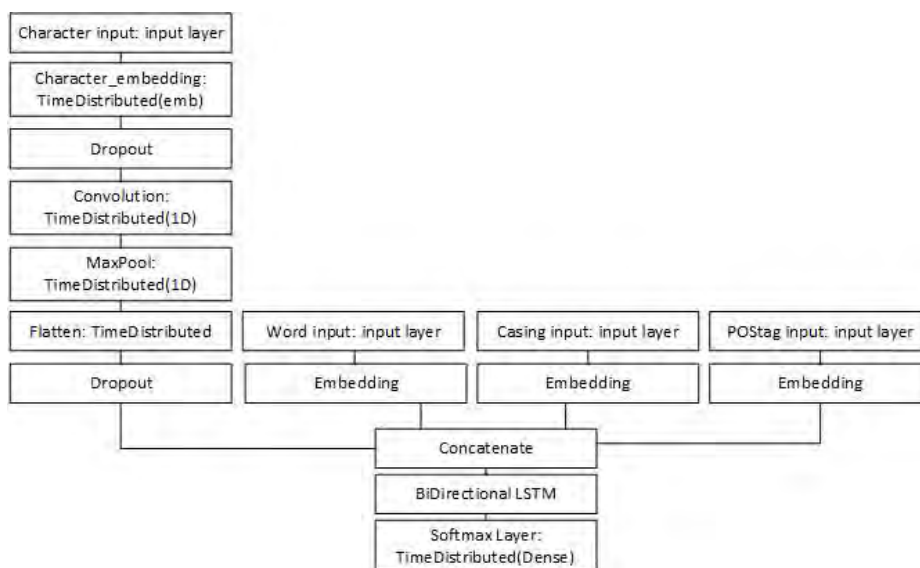 Character input: input layer
Character_embedding:
TimeDistributed(emb)
Dropout
Convolution:
TimeDistributed(1D)
MaxPool:
TimeDistributed(1D)
Flatten: TimeDistributed
Dropout
Word input: input layer
Embedding
Casing input: input layer
Embedding
POStag input: input layer
Embedding
Concatenate
BiDirectional LSTM
Softmax Layer:
TimeDistributed(Dense)